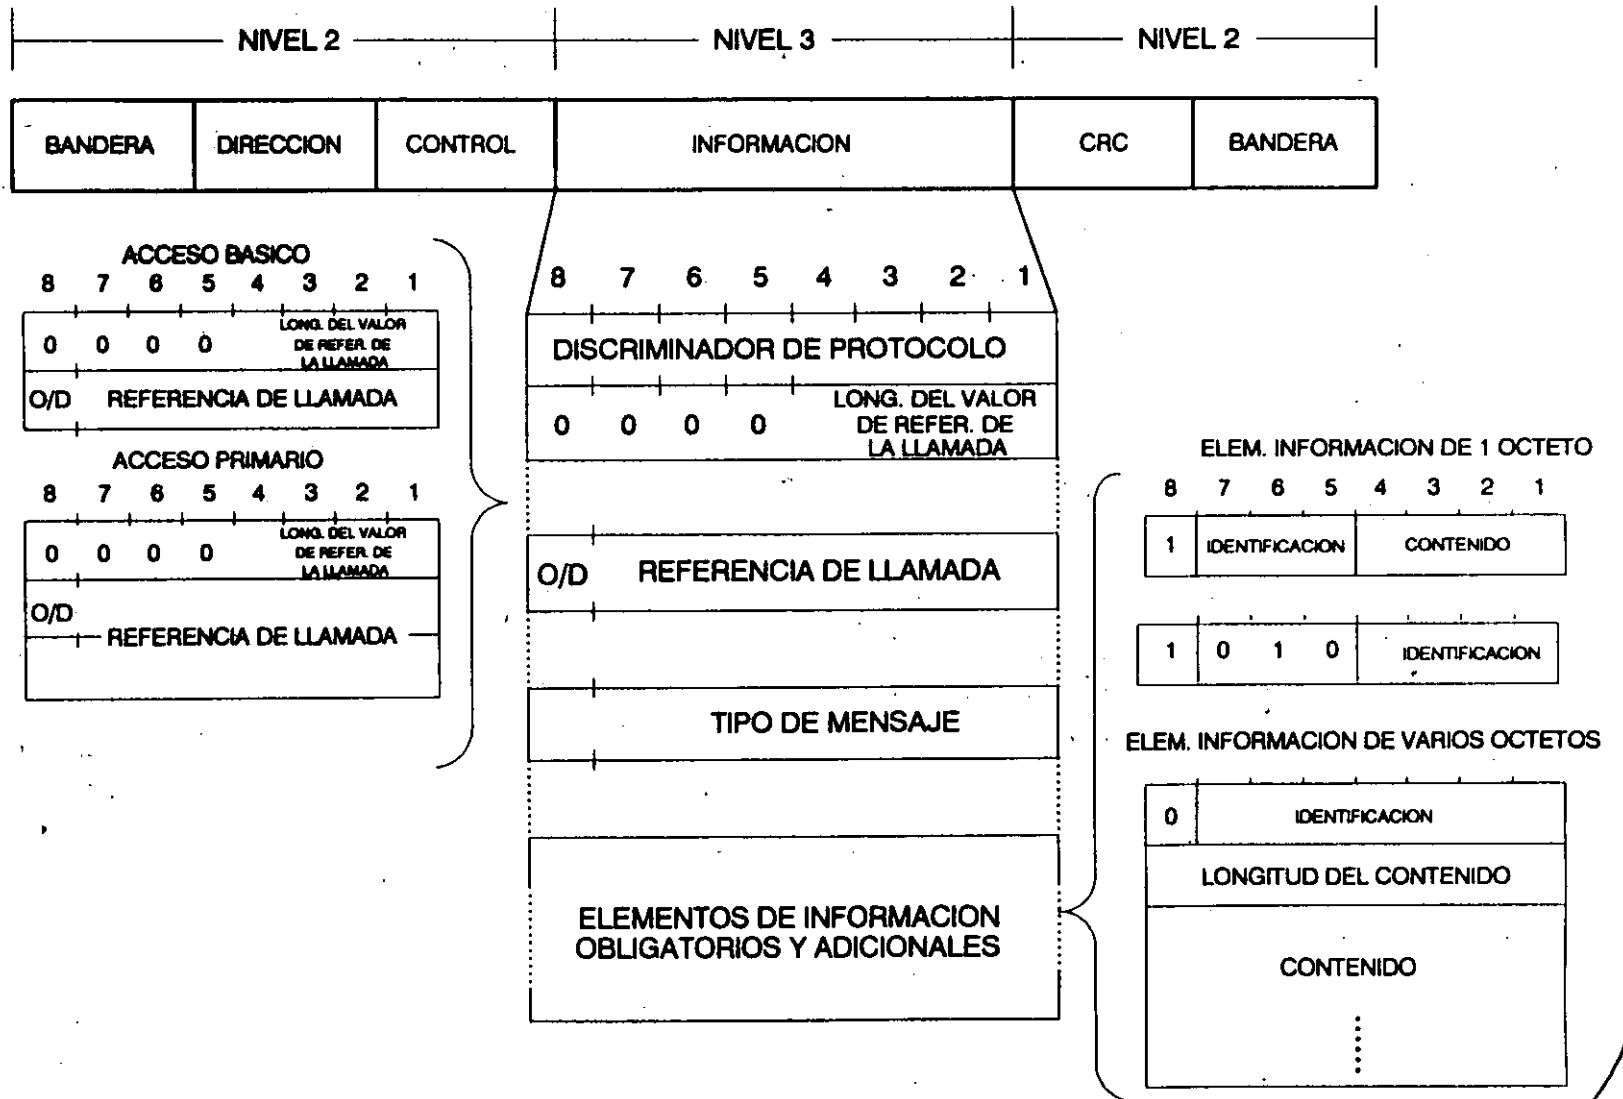 NIVEL 2 NIVEL 3 NIVEL 2
BANDERA DIRECCION CONTROL INFORMACION CRC BANDERA
ACCESO BASICO
8 7 6 5 4 3 2 1
0 0 0 0 LONG. DEL VALOR
DE REFER. DE
LA LLAMADA
O/D REFERENCIA DE LLAMADA
ACCESO PRIMARIO
8 7 6 5 4 3 2 1
0 0 0 0 LONG. DEL VALOR
DE REFER. DE
LA LLAMADA
O/D
REFERENCIA DE LLAMADA
8 7 6 5 4 3 2 1
DISCRIMINADOR DE PROTOCOLO
0 0 0 0 LONG. DEL VALOR
DE REFER. DE
LA LLAMADA
O/D REFERENCIA DE LLAMADA
TIPO DE MENSAJE
ELEMENTOS DE INFORMACION
OBLIGATORIOS Y ADICIONALES
ELEM. INFORMACION DE 1 OCTETO
8 7 6 5 4 3 2 1
1 IDENTIFICACION CONTENIDO
1 0 1 0 IDENTIFICACION
ELEM. INFORMACION DE VARIOS OCTETOS
0 IDENTIFICACION
LONGITUD DEL CONTENIDO
CONTENIDO